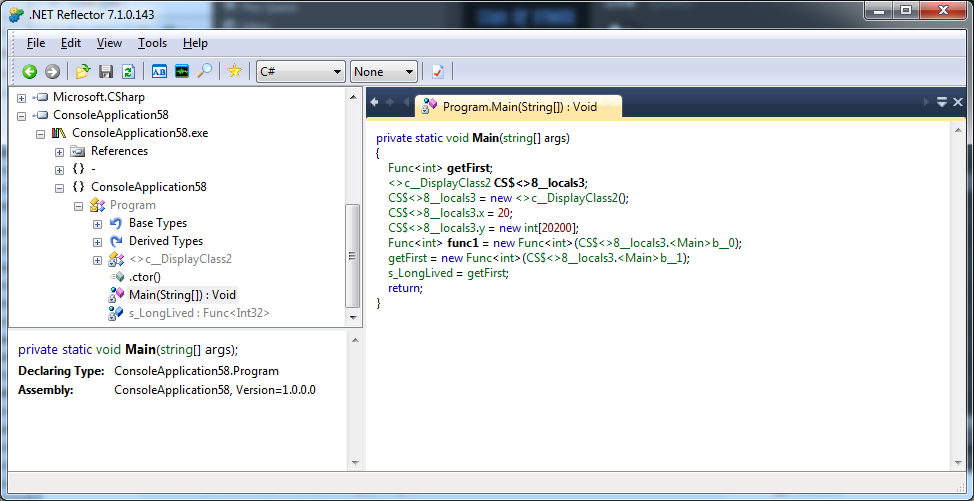 .NET Reflector 7.1.0.143
File Edit View Tools Help
C# None
Microsoft.CSharp
ConsoleApplication58
ConsoleApplication58.exe
References
{} -
{} ConsoleApplication58
Program
Base Types
Derived Types
<>c__DisplayClass2
.ctor()
Main(String[]) : Void
s_LongLived : Func<Int32>
private static void Main(string[] args);
Declaring Type: ConsoleApplication58.Program
Assembly: ConsoleApplication58, Version=1.0.0.0
Program.Main(String[]) : Void
private static void Main(string[] args)
{
Func<int> getFirst;
<>c__DisplayClass2 CS$<>8__locals3;
CS$<>8__locals3 = new <>c__DisplayClass2();
CS$<>8__locals3.x = 20;
CS$<>8__locals3.y = new int[20200];
Func<int> func1 = new Func<int>(CS$<>8__locals3.<Main>b__0);
getFirst = new Func<int>(CS$<>8__locals3.<Main>b__1);
s_LongLived = getFirst;
return;
}